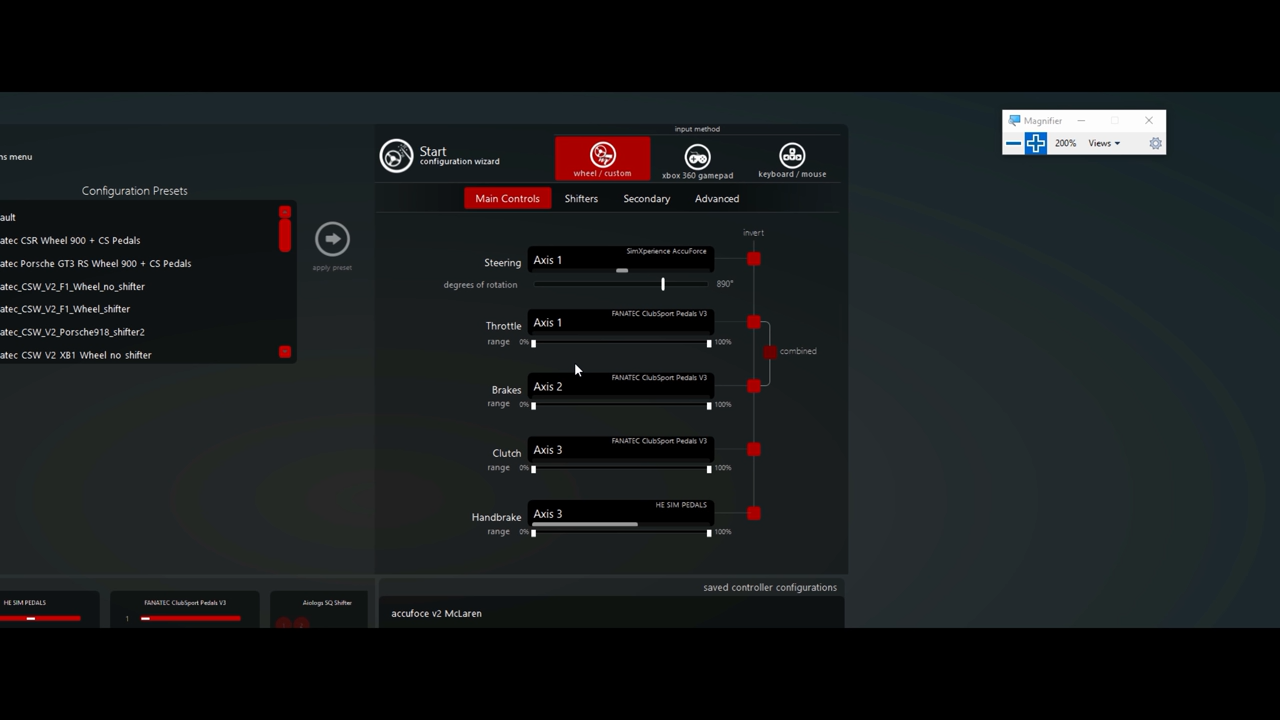 Magnifier
200%
Views
ns menu
Start
configuration wizard
input method
wheel / custom
xbox 360 gamepad
keyboard / mouse
Configuration Presets
Main Controls
Shifters
Secondary
Advanced
ault
atec CSR Wheel 900 + CS Pedals
atec Porsche GT3 RS Wheel 900 + CS Pedals
atec_CSW_V2_F1_Wheel_no_shifter
atec_CSW_V2_F1_Wheel_shifter
atec_CSW_V2_Porsche918_shifter2
atec CSW V2 XB1 Wheel no shifter
apply preset
invert
Steering
Axis 1
SimXperience AccuForce
degrees of rotation
890°
Throttle
Axis 1
FANATEC ClubSport Pedals V3
range 0% 100%
combined
Brakes
Axis 2
FANATEC ClubSport Pedals V3
range 0% 100%
Clutch
Axis 3
FANATEC ClubSport Pedals V3
range 0% 100%
Handbrake
Axis 3
HE SIM PEDALS
range 0% 100%
HE SIM PEDALS
FANATEC ClubSport Pedals V3
1
Aiologs SQ Shifter
saved controller configurations
accufoce v2 McLaren